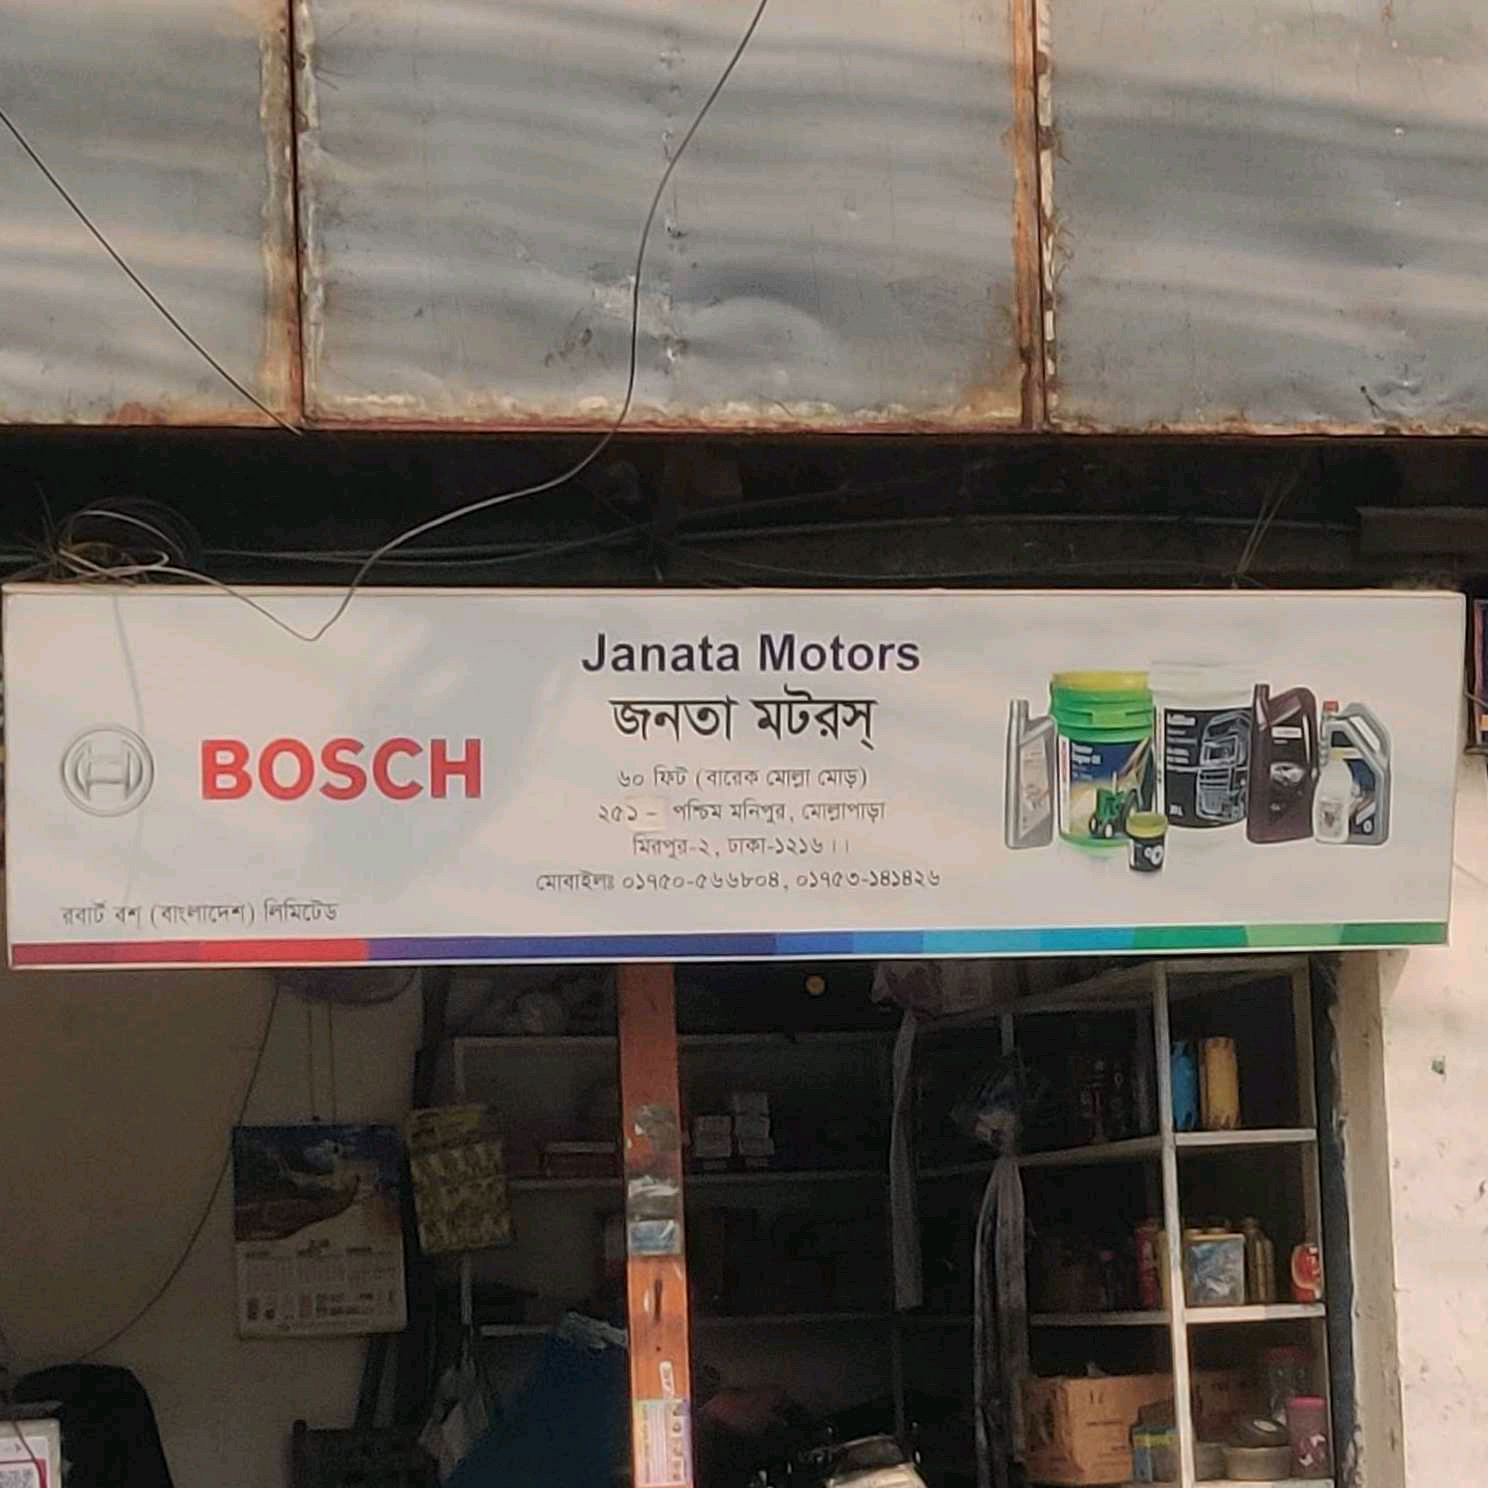 Janata Motors
জনতা মটরস্
BOSCH
৬০ ফিট (বারেক মোল্লা মোড়)
২৫১ - পশ্চিম মনিপুর, মোল্লাপাড়া
মিরপুর-২, ঢাকা-১২১৬।।
মোবাইলঃ ০১৭৫০-৫৬৬৮০৪, ০১৭৫৩-১৪১৪২৬
রবার্ট বশ্ (বাংলাদেশ) লিমিটেড